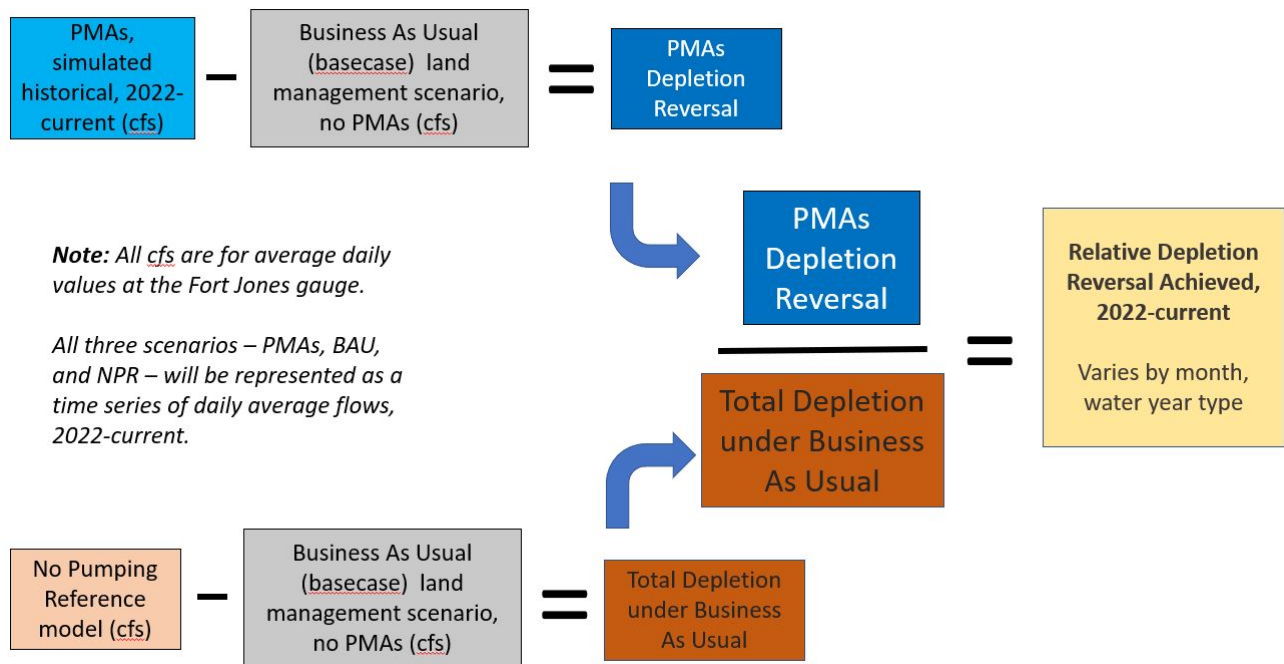 PMAs,
simulated
historical, 2022-
current (cfs)
Business As Usual
(basecase) land
management scenario,
no PMAs (cfs)
PMAs
Depletion
Reversal
Note: All cfs are for average daily
values at the Fort Jones gauge.
All three scenarios – PMAs, BAU,
and NPR – will be represented as a
time series of daily average flows,
2022-current.
PMAs
Depletion
Reversal
Total Depletion
under Business
As Usual
Relative Depletion
Reversal Achieved,
2022-current
Varies by month,
water year type
No Pumping
Reference
model (cfs)
Business As Usual
(basecase) land
management scenario,
no PMAs (cfs)
Total Depletion
under Business
As Usual